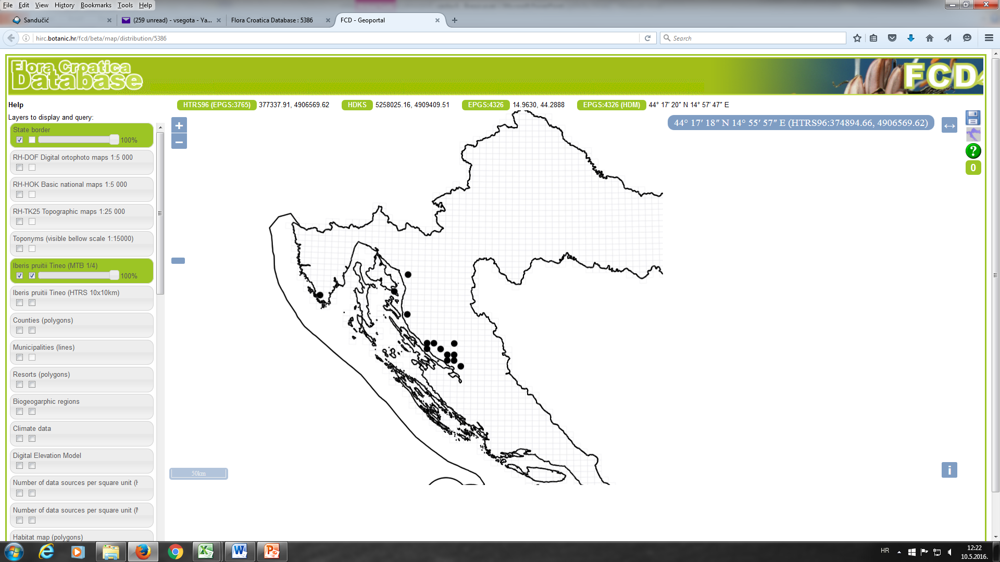 File Edit View History Bookmarks Tools Help
Sandučić
(259 unread) - vsegota - Ya...
Flora Croatica Database : 5386
FCD - Geoportal
hirc.botanic.hr/fcd/beta/map/distribution/5386
Search
Flora Croatica
Database
FCD
Help
HTRS96 (EPGS:3765) 377337.91, 4906569.62 HDKS 5258025.16, 4909409.51 EPGS:4326 14.9630, 44.2888 EPGS:4326 (HDM) 44° 17′ 20″ N 14° 57′ 47″ E
Layers to display and query:
44° 17′ 18″ N 14° 55′ 57″ E (HTRS96:374894.66, 4906569.62)
State border
100%
RH-DOF Digital ortophoto maps 1:5 000
RH-HOK Basic national maps 1:5 000
RH-TK25 Topographic maps 1:25 000
Toponyms (visible bellow scale 1:15000)
Iberis pruitii Tineo (MTB 1/4)
100%
Iberis pruitii Tineo (HTRS 10x10km)
Counties (polygons)
Municipalities (lines)
Resorts (polygons)
Biogeogarphic regions
Climate data
Digital Elevation Model
Number of data sources per square unit (
Number of data sources per square unit (
Habitat map (polygons)
+
−
?
0
50km
i
HR
12:22
10.5.2016.